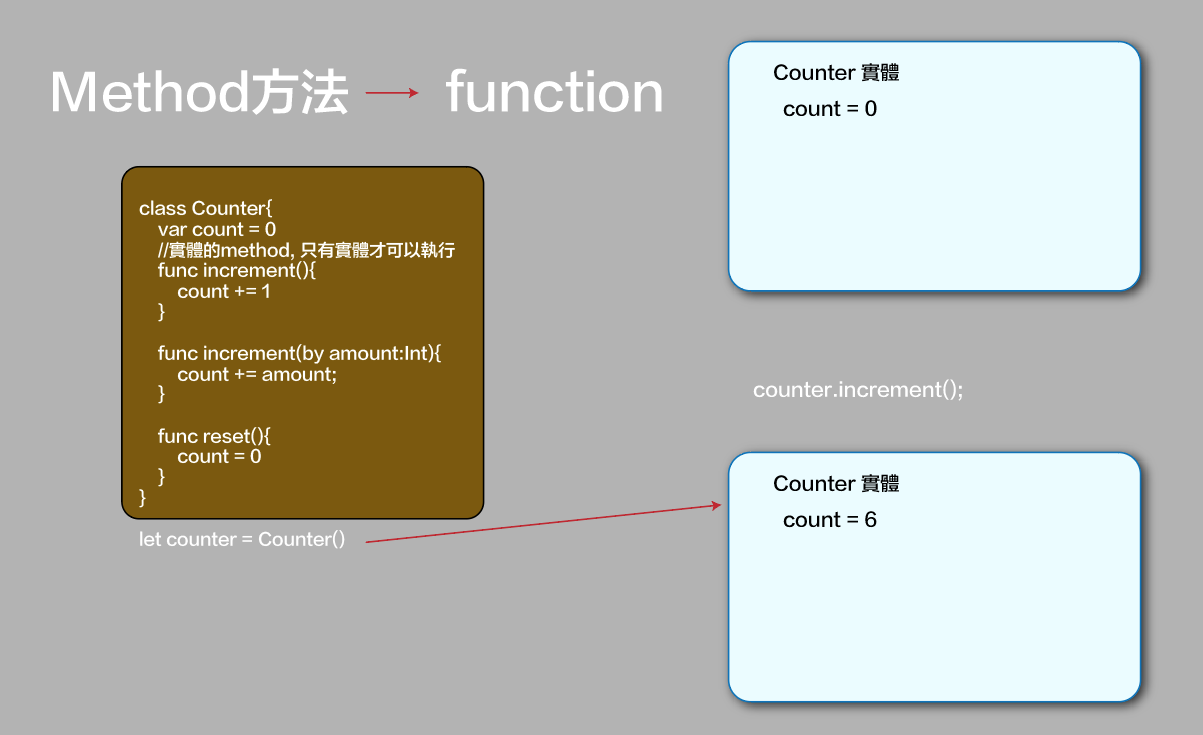 Method方法 → function
class Counter{
var count = 0
//實體的method, 只有實體才可以執行
func increment(){
count += 1
}
func increment(by amount:Int){
count += amount;
}
func reset(){
count = 0
}
}
let counter = Counter()
Counter 實體
count = 0
counter.increment();
Counter 實體
count = 6